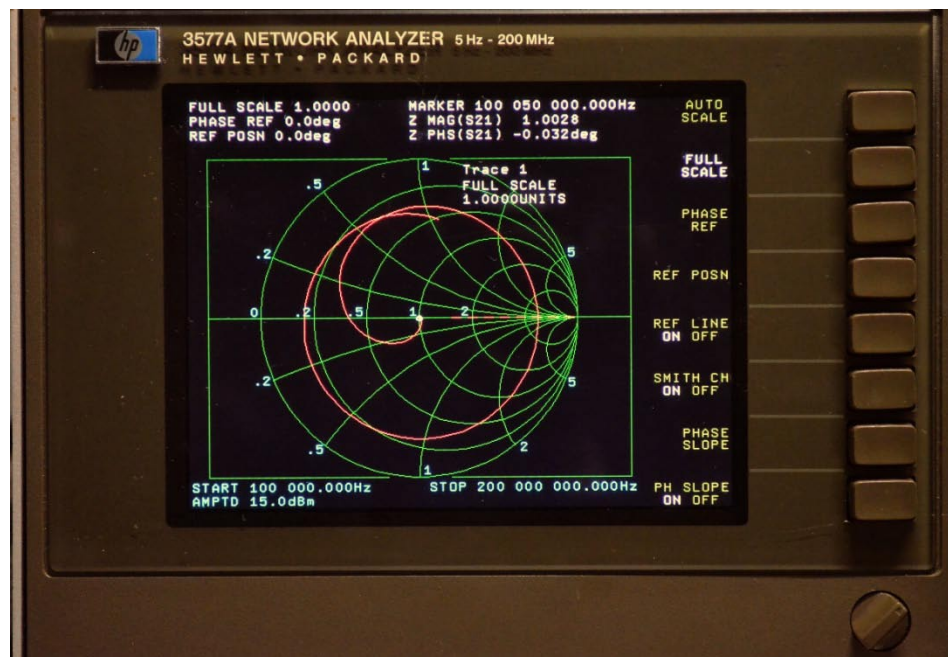 hp
3577A NETWORK ANALYZER 5Hz - 200MHz
HEWLETT • PACKARD
FULL SCALE 1.0000
PHASE REF 0.0deg
REF POSN 0.0deg
MARKER 100 050 000.000Hz
Z MAG(S21) 1.0028
Z PHS(S21) -0.032deg
Trace 1
FULL SCALE
1.0000UNITS
1
.5
.2
5
0 .2 .5 1 2
.2
5
.5
2
1
START 100 000.000Hz STOP 200 000 000.000Hz
AMPTD 15.0dBm
AUTO
SCALE
FULL
SCALE
PHASE
REF
REF POSN
REF LINE
ON OFF
SMITH CH
ON OFF
PHASE
SLOPE
PH SLOPE
ON OFF